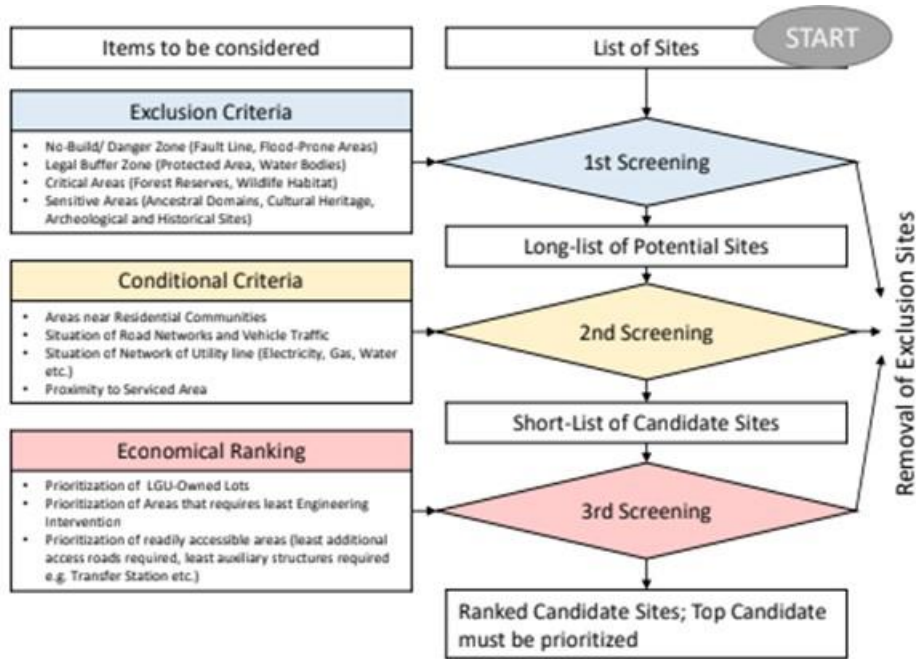 START
Items to be considered
List of Sites
Exclusion Criteria
• No-Build/ Danger Zone (Fault Line, Flood-Prone Areas)
• Legal Buffer Zone (Protected Area, Water Bodies)
• Critical Areas (Forest Reserves, Wildlife Habitat)
• Sensitive Areas (Ancestral Domains, Cultural Heritage,
Archeological and Historical Sites)
1st Screening
Long-list of Potential Sites
Conditional Criteria
• Areas near Residential Communities
• Situation of Road Networks and Vehicle Traffic
• Situation of Network of Utility line (Electricity, Gas, Water
etc.)
• Proximity to Serviced Area
2nd Screening
Short-List of Candidate Sites
Economical Ranking
• Prioritization of LGU-Owned Lots
• Prioritization of Areas that requires least Engineering
Intervention
• Prioritization of readily accessible areas (least additional
access roads required, least auxiliary structures required
e.g. Transfer Station etc.)
3rd Screening
Ranked Candidate Sites; Top Candidate
must be prioritized
Removal of Exclusion Sites